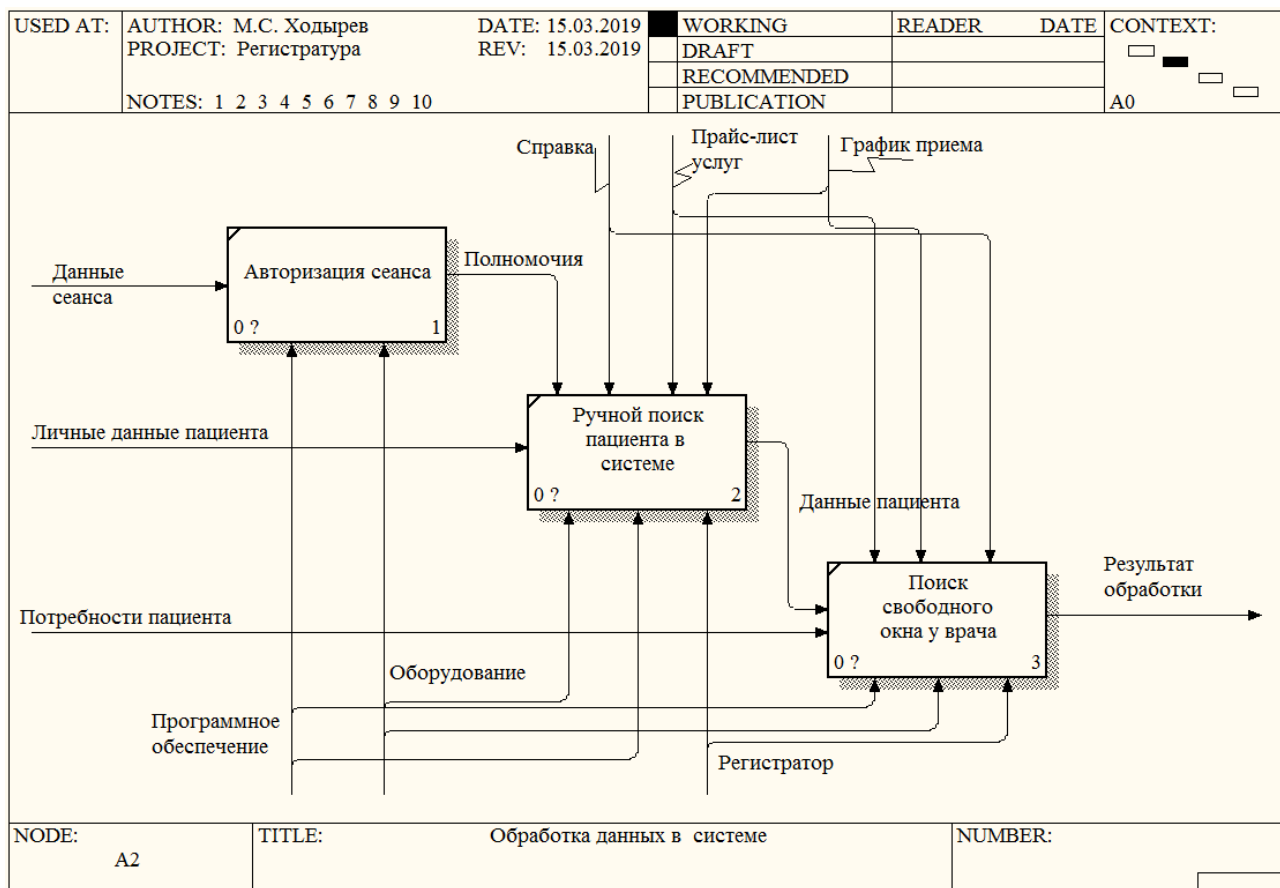 USED AT:
AUTHOR: М.С. Ходырев
DATE: 15.03.2019
PROJECT: Регистратура
REV: 15.03.2019
NOTES: 1 2 3 4 5 6 7 8 9 10
WORKING
DRAFT
RECOMMENDED
PUBLICATION
READER DATE
CONTEXT:
A0
Справка
Прайс-лист
услуг
График приема
Данные
сеанса
Авторизация сеанса
0 ? 1
Полномочия
Личные данные пациента
Ручной поиск
пациента в
системе
0 ? 2
Данные пациента
Потребности пациента
Поиск
свободного
окна у врача
0 ? 3
Результат
обработки
Оборудование
Программное
обеспечение
Регистратор
NODE:
A2
TITLE:
Обработка данных в системе
NUMBER: